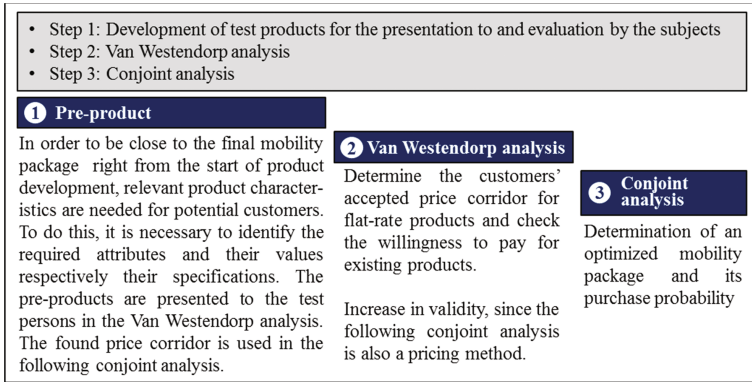 • Step 1: Development of test products for the presentation to and evaluation by the subjects
• Step 2: Van Westendorp analysis
• Step 3: Conjoint analysis
1 Pre-product
In order to be close to the final mobility
package right from the start of product
development, relevant product character-
istics are needed for potential customers.
To do this, it is necessary to identify the
required attributes and their values
respectively their specifications. The
pre-products are presented to the test
persons in the Van Westendorp analysis.
The found price corridor is used in the
following conjoint analysis.
2 Van Westendorp analysis
Determine the customers’
accepted price corridor for
flat-rate products and check
the willingness to pay for
existing products.
Increase in validity, since the
following conjoint analysis
is also a pricing method.
3 Conjoint
analysis
Determination of an
optimized mobility
package and its
purchase probability